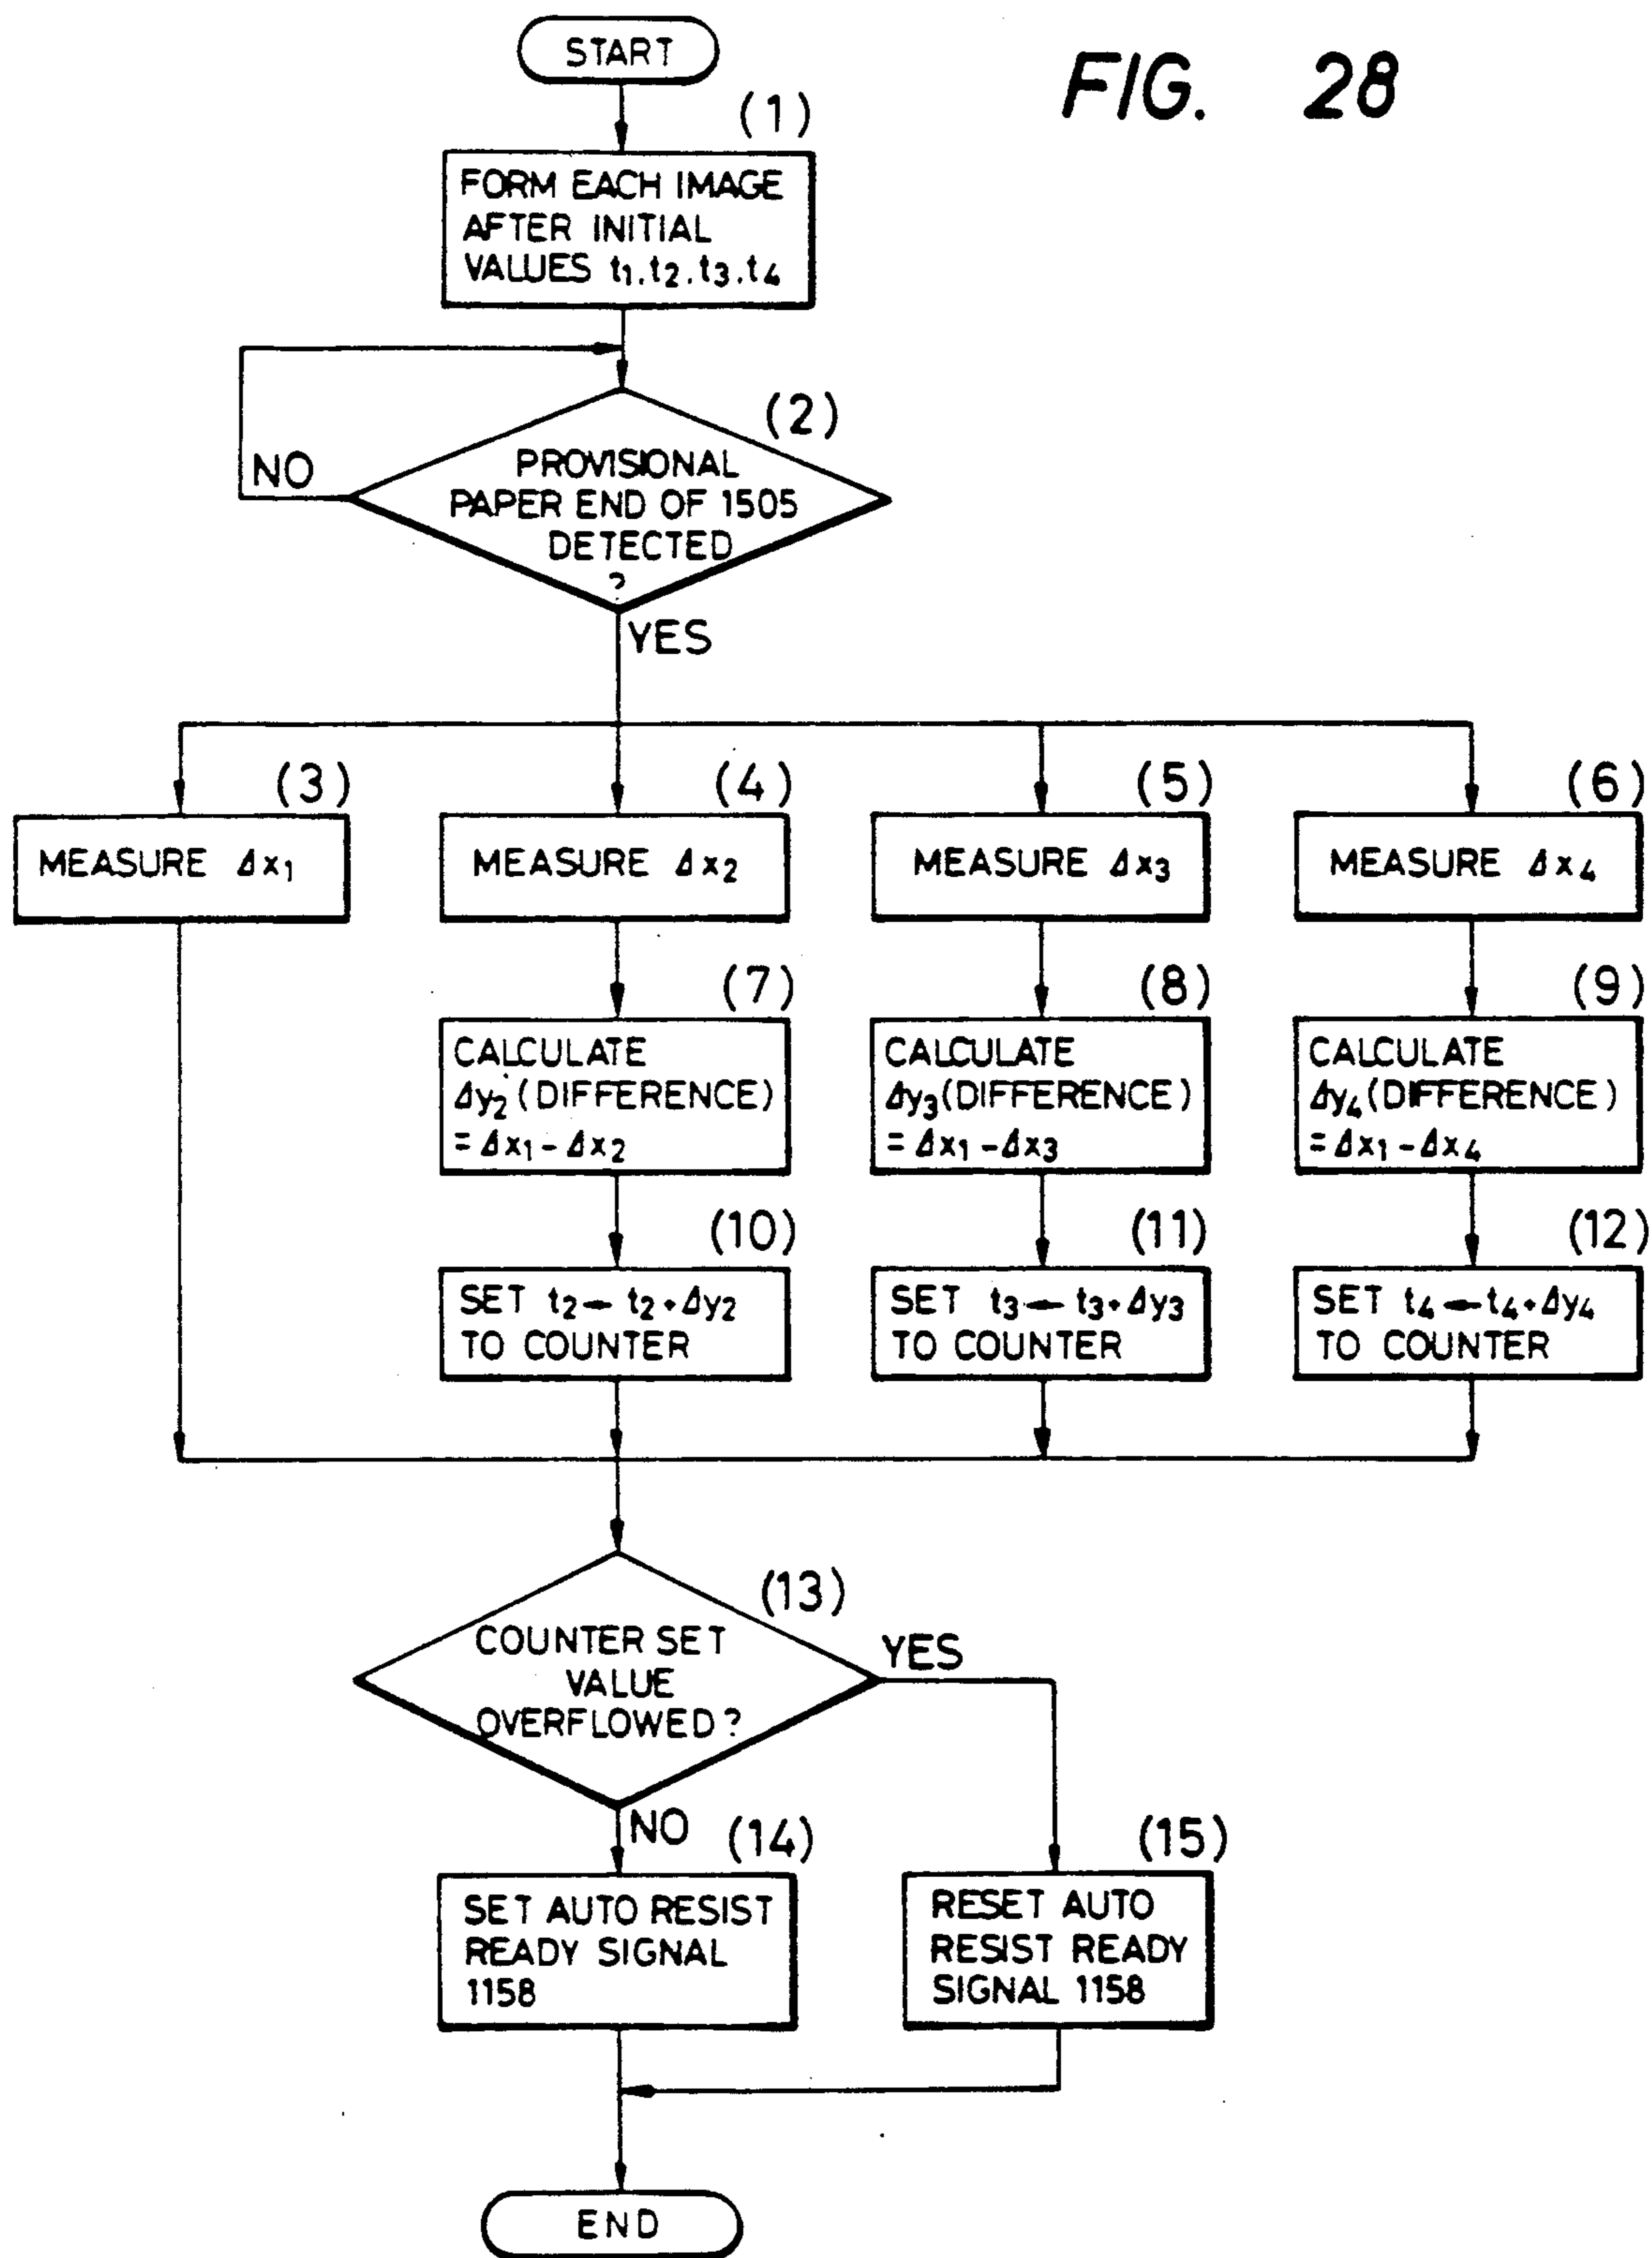 START
FIG. 28
(1)
FORM EACH IMAGE
AFTER INITIAL
VALUES t1.t2.t3.t4
(2)
NO
PROVISIONAL
PAPER END OF 1505
DETECTED
?
YES
(3)
MEASURE Δx1
(4)
MEASURE Δx2
(5)
MEASURE Δx3
(6)
MEASURE Δx4
(7)
CALCULATE
Δy2 (DIFFERENCE)
= Δx1 - Δx2
(8)
CALCULATE
Δy3 (DIFFERENCE)
= Δx1 - Δx3
(9)
CALCULATE
Δy4 (DIFFERENCE)
= Δx1 - Δx4
(10)
SET t2 ← t2 + Δy2
TO COUNTER
(11)
SET t3 ← t3 + Δy3
TO COUNTER
(12)
SET t4 ← t4 + Δy4
TO COUNTER
(13)
COUNTER SET
VALUE
OVERFLOWED ?
YES
NO
(14)
SET AUTO RESIST
READY SIGNAL
1158
(15)
RESET AUTO
RESIST READY
SIGNAL 1158
END